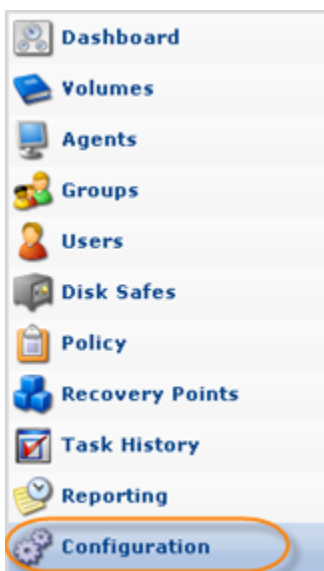 Dashboard
Volumes
Agents
Groups
Users
Disk Safes
Policy
Recovery Points
Task History
Reporting
Configuration